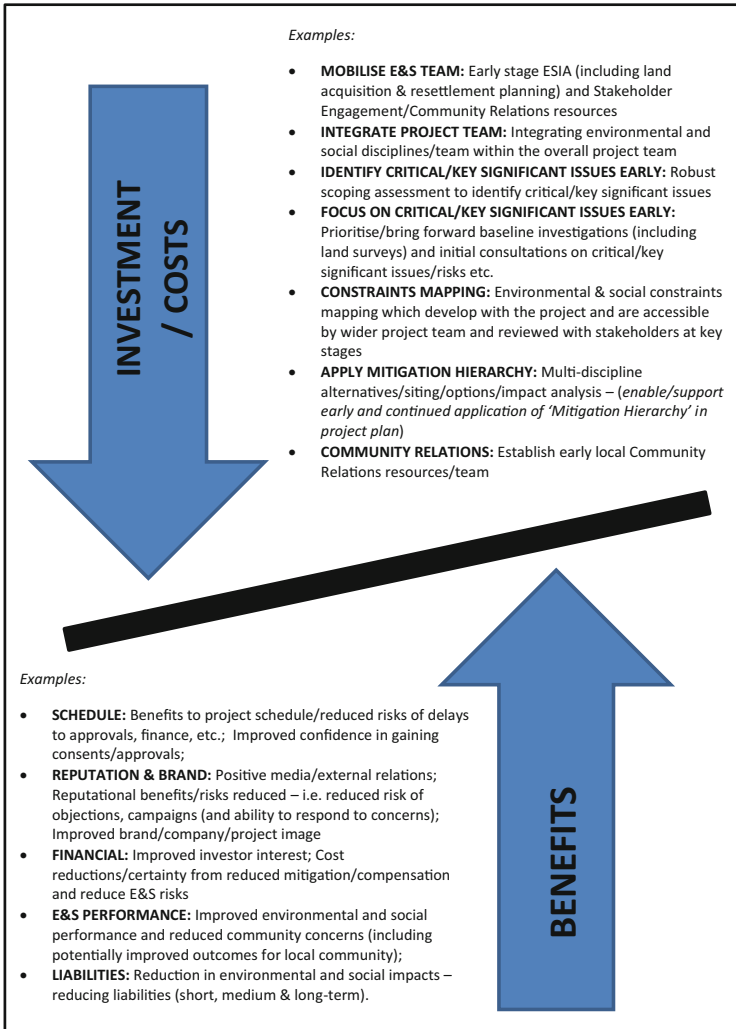 Examples:
• MOBILISE E&S TEAM: Early stage ESIA (including land
acquisition & resettlement planning) and Stakeholder
Engagement/Community Relations resources
• INTEGRATE PROJECT TEAM: Integrating environmental and
social disciplines/team within the overall project team
• IDENTIFY CRITICAL/KEY SIGNIFICANT ISSUES EARLY: Robust
scoping assessment to identify critical/key significant issues
• FOCUS ON CRITICAL/KEY SIGNIFICANT ISSUES EARLY:
Prioritise/bring forward baseline investigations (including
land surveys) and initial consultations on critical/key
significant issues/risks etc.
• CONSTRAINTS MAPPING: Environmental & social constraints
mapping which develop with the project and are accessible
by wider project team and reviewed with stakeholders at key
stages
• APPLY MITIGATION HIERARCHY: Multi-discipline
alternatives/siting/options/impact analysis – (enable/support
early and continued application of ‘Mitigation Hierarchy’ in
project plan)
• COMMUNITY RELATIONS: Establish early local Community
Relations resources/team
INVESTMENT
/ COSTS
Examples:
• SCHEDULE: Benefits to project schedule/reduced risks of delays
to approvals, finance, etc.; Improved confidence in gaining
consents/approvals;
• REPUTATION & BRAND: Positive media/external relations;
Reputational benefits/risks reduced – i.e. reduced risk of
objections, campaigns (and ability to respond to concerns);
Improved brand/company/project image
• FINANCIAL: Improved investor interest; Cost
reductions/certainty from reduced mitigation/compensation
and reduce E&S risks
• E&S PERFORMANCE: Improved environmental and social
performance and reduced community concerns (including
potentially improved outcomes for local community);
• LIABILITIES: Reduction in environmental and social impacts –
reducing liabilities (short, medium & long-term).
BENEFITS